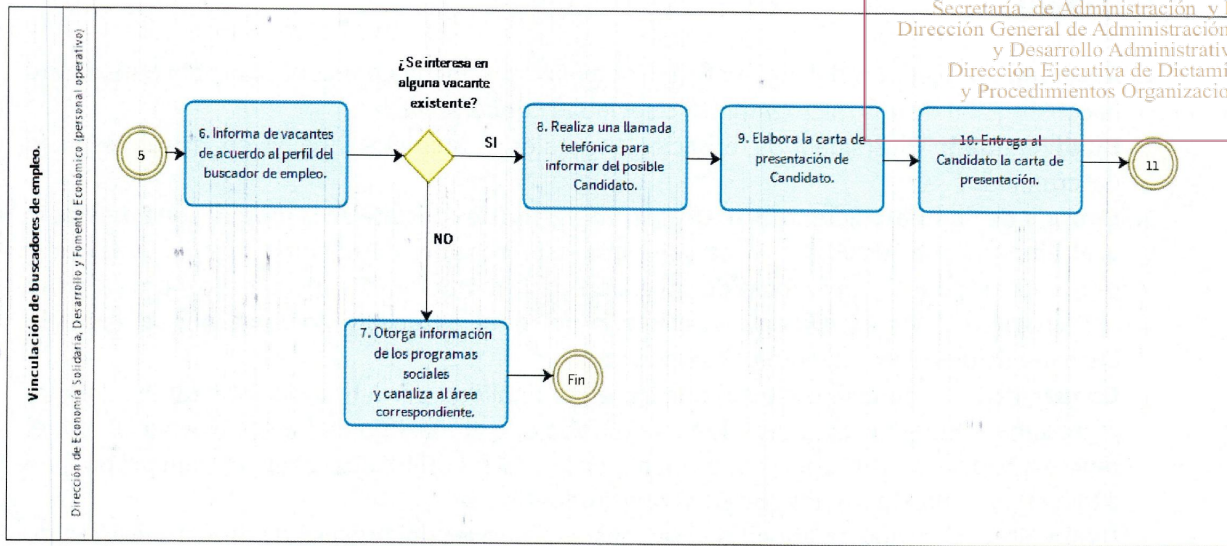 Secretaría de Administración y
Dirección General de Administración
y Desarrollo Administrativ
Dirección Ejecutiva de Dictami
y Procedimientos Organizacio
Vinculación de buscadores de empleo.
Dirección de Economía Solidaria, Desarrollo y Fomento Económico (personal operativo)
5
6. Informa de vacantes
de acuerdo al perfil del
buscador de empleo.
¿Se interesa en
alguna vacante
existente?
SI
8. Realiza una llamada
telefónica para
informar del posible
Candidato.
9. Elabora la carta de
presentación de
Candidato.
10. Entrega al
Candidato la carta de
presentación.
11
NO
7. Otorga información
de los programas
sociales
y canaliza al área
correspondiente.
Fin